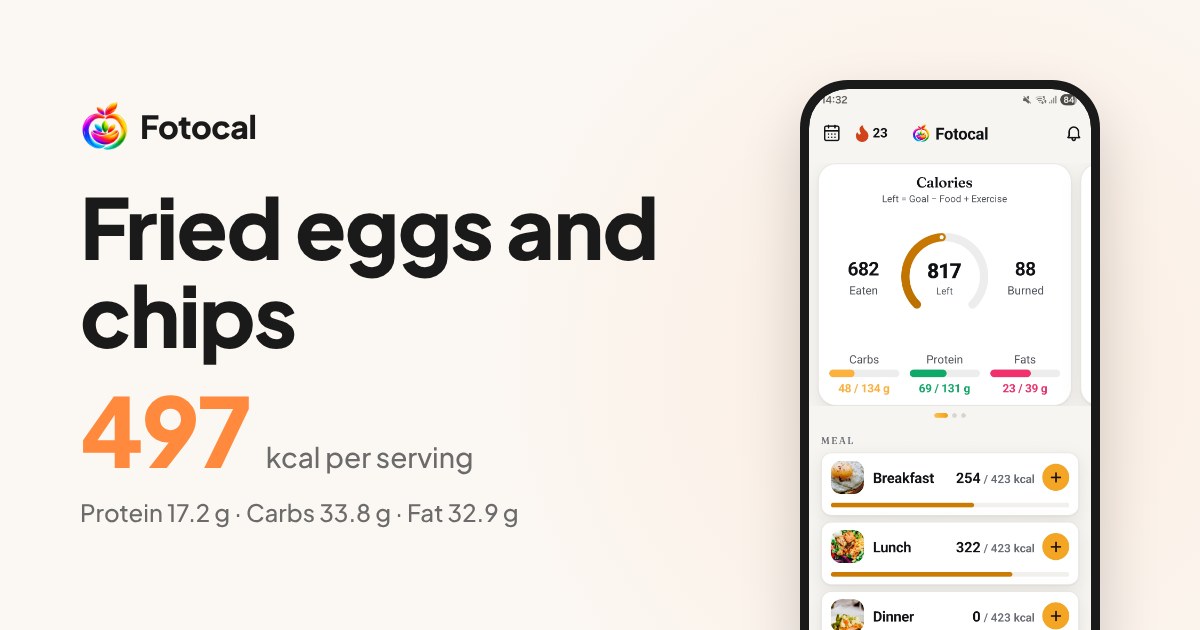 Fotocal
Fried eggs and
chips
497 kcal per serving
Protein 17.2 g · Carbs 33.8 g · Fat 32.9 g
14:32
84
23
Fotocal
Calories
Left = Goal - Food + Exercise
682
Eaten
817
Left
88
Burned
Carbs
48 / 134 g
Protein
69 / 131 g
Fats
23 / 39 g
MEAL
Breakfast 254 / 423 kcal
Lunch 322 / 423 kcal
Dinner 0 / 423 kcal